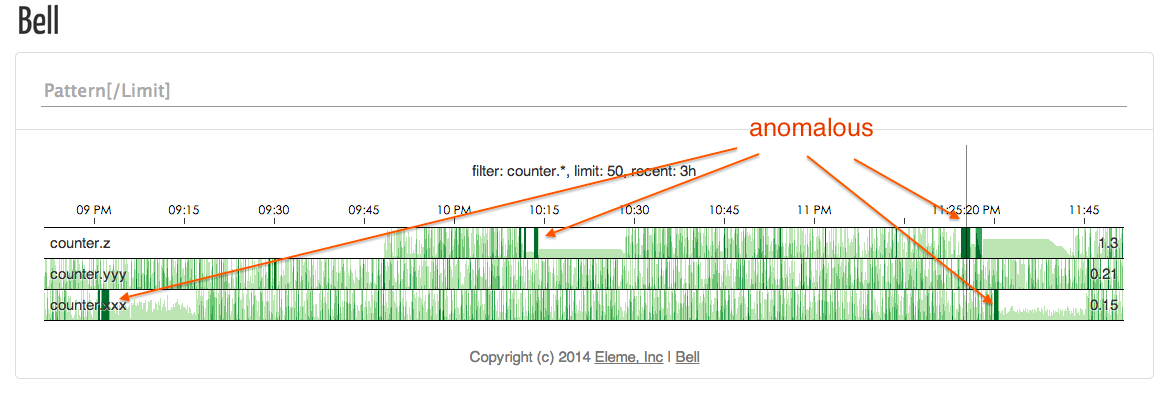 Bell
Pattern[/Limit]
anomalous
filter: counter.*, limit: 50, recent: 3h
09 PM 09:15 09:30 09:45 10 PM 10:15 10:30 10:45 11 PM 11:25:20 PM 11:45
counter.z 1.3
counter.yyy 0.21
counter.xxx 0.15
Copyright (c) 2014 Eleme, Inc | Bell